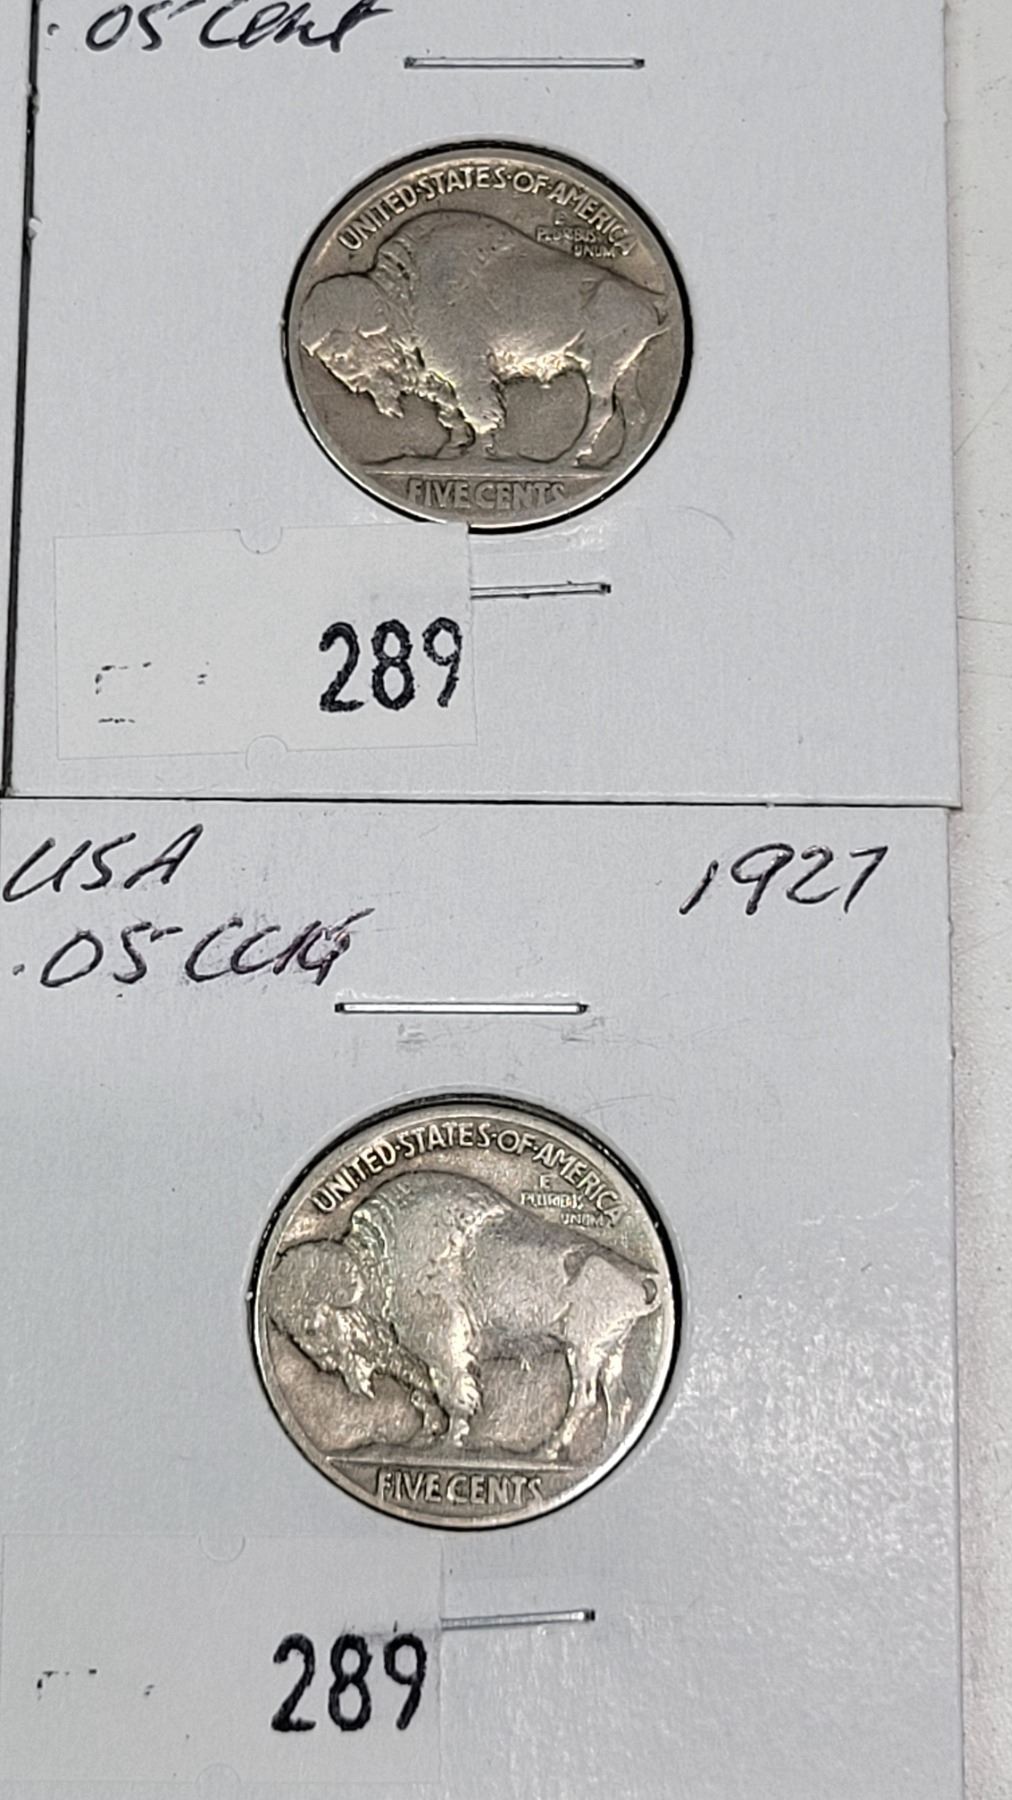 .05 Cent
UNITED·STATES·OF·AMERICA
E
PLURIBUS
UNUM
FIVE CENTS
289
USA 1927
.05 Cent
UNITED·STATES·OF·AMERICA
E
PLURIBUS
UNUM
FIVE CENTS
289